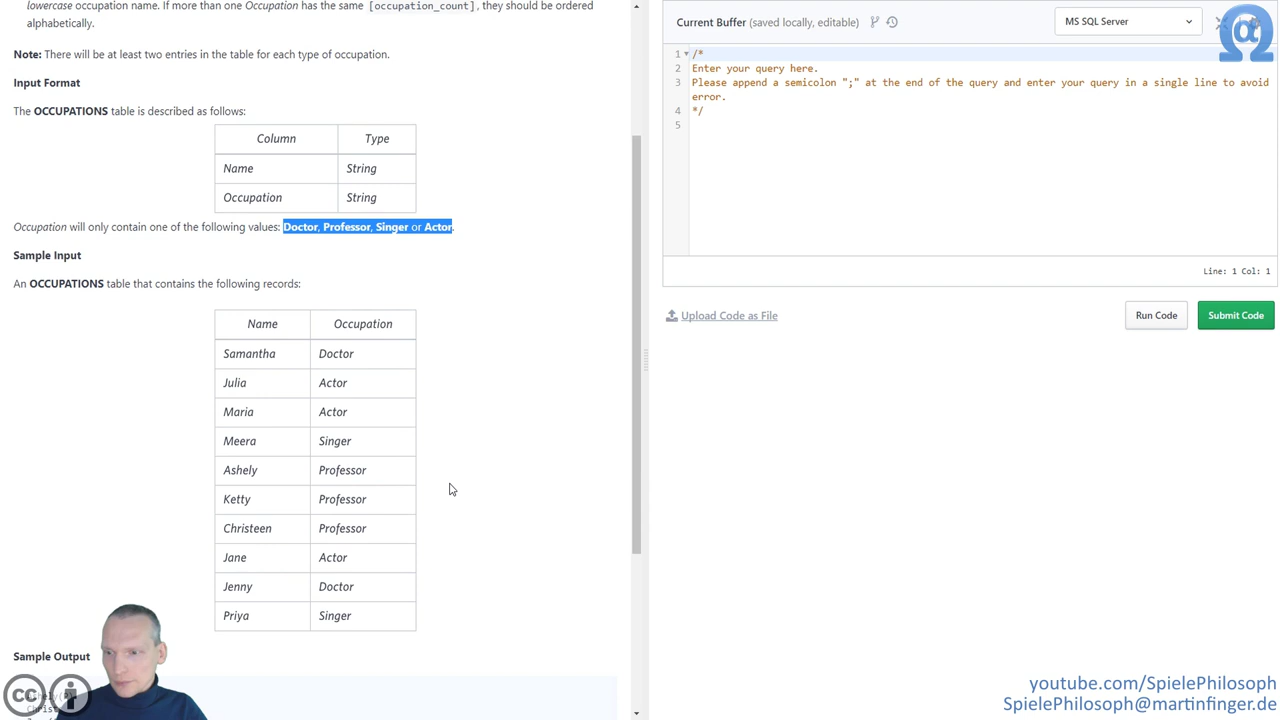 lowercase occupation name. If more than one Occupation has the same [occupation_count], they should be ordered
alphabetically.
Note: There will be at least two entries in the table for each type of occupation.
Input Format
The OCCUPATIONS table is described as follows:
Column Type
Name String
Occupation String
Occupation will only contain one of the following values: Doctor, Professor, Singer or Actor.
Sample Input
An OCCUPATIONS table that contains the following records:
Name Occupation
Samantha Doctor
Julia Actor
Maria Actor
Meera Singer
Ashely Professor
Ketty Professor
Christeen Professor
Jane Actor
Jenny Doctor
Priya Singer
Sample Output
cc
Current Buffer (saved locally, editable)
MS SQL Server
1 /*
2 Enter your query here.
3 Please append a semicolon ";" at the end of the query and enter your query in a single line to avoid
error.
4 */
5
Line: 1 Col: 1
Upload Code as File
Run Code
Submit Code
youtube.com/SpielePhilosoph
SpielePhilosoph@martinfinger.de